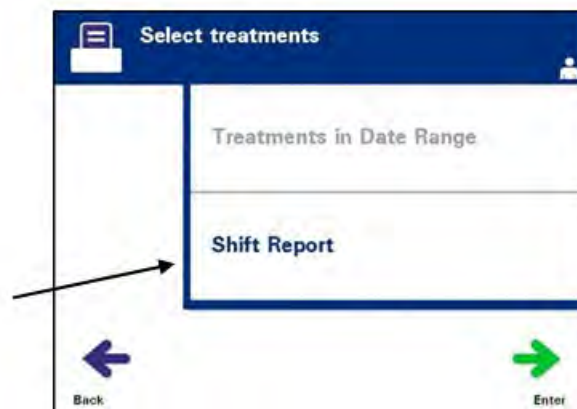 Select treatments
Treatments in Date Range
Shift Report
Back
Enter